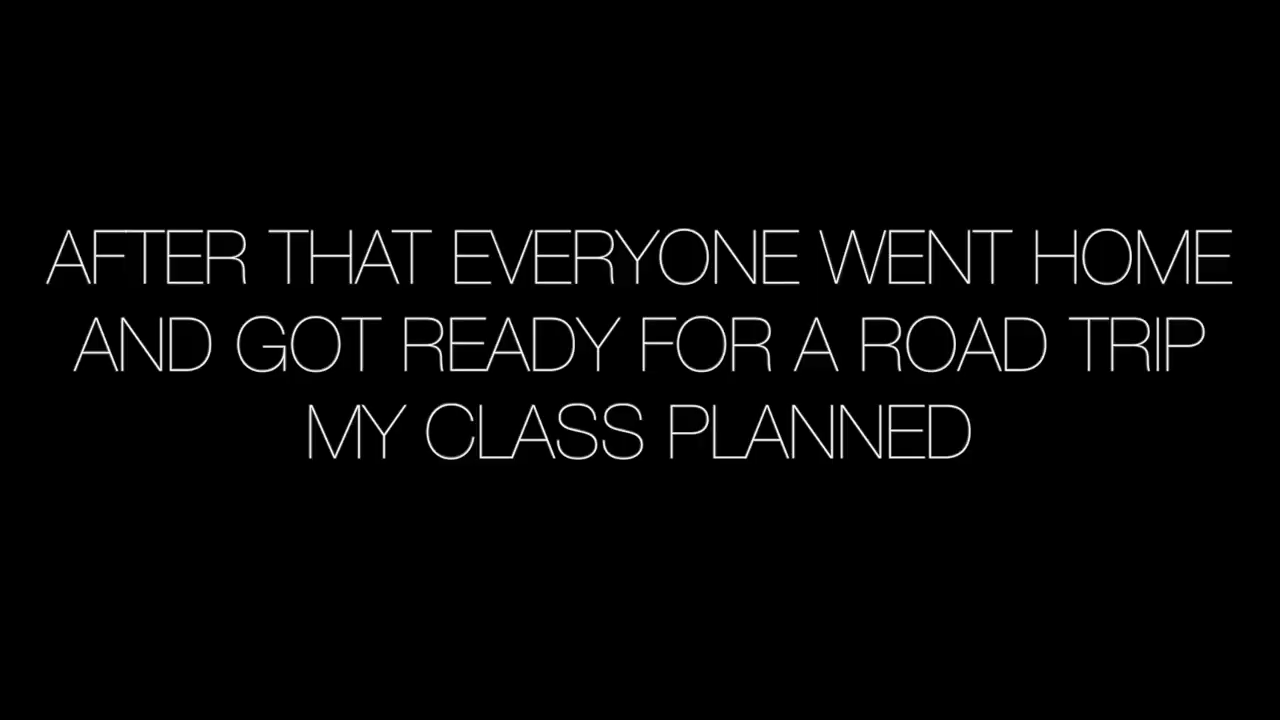 AFTER THAT EVERYONE WENT HOME
AND GOT READY FOR A ROAD TRIP
MY CLASS PLANNED